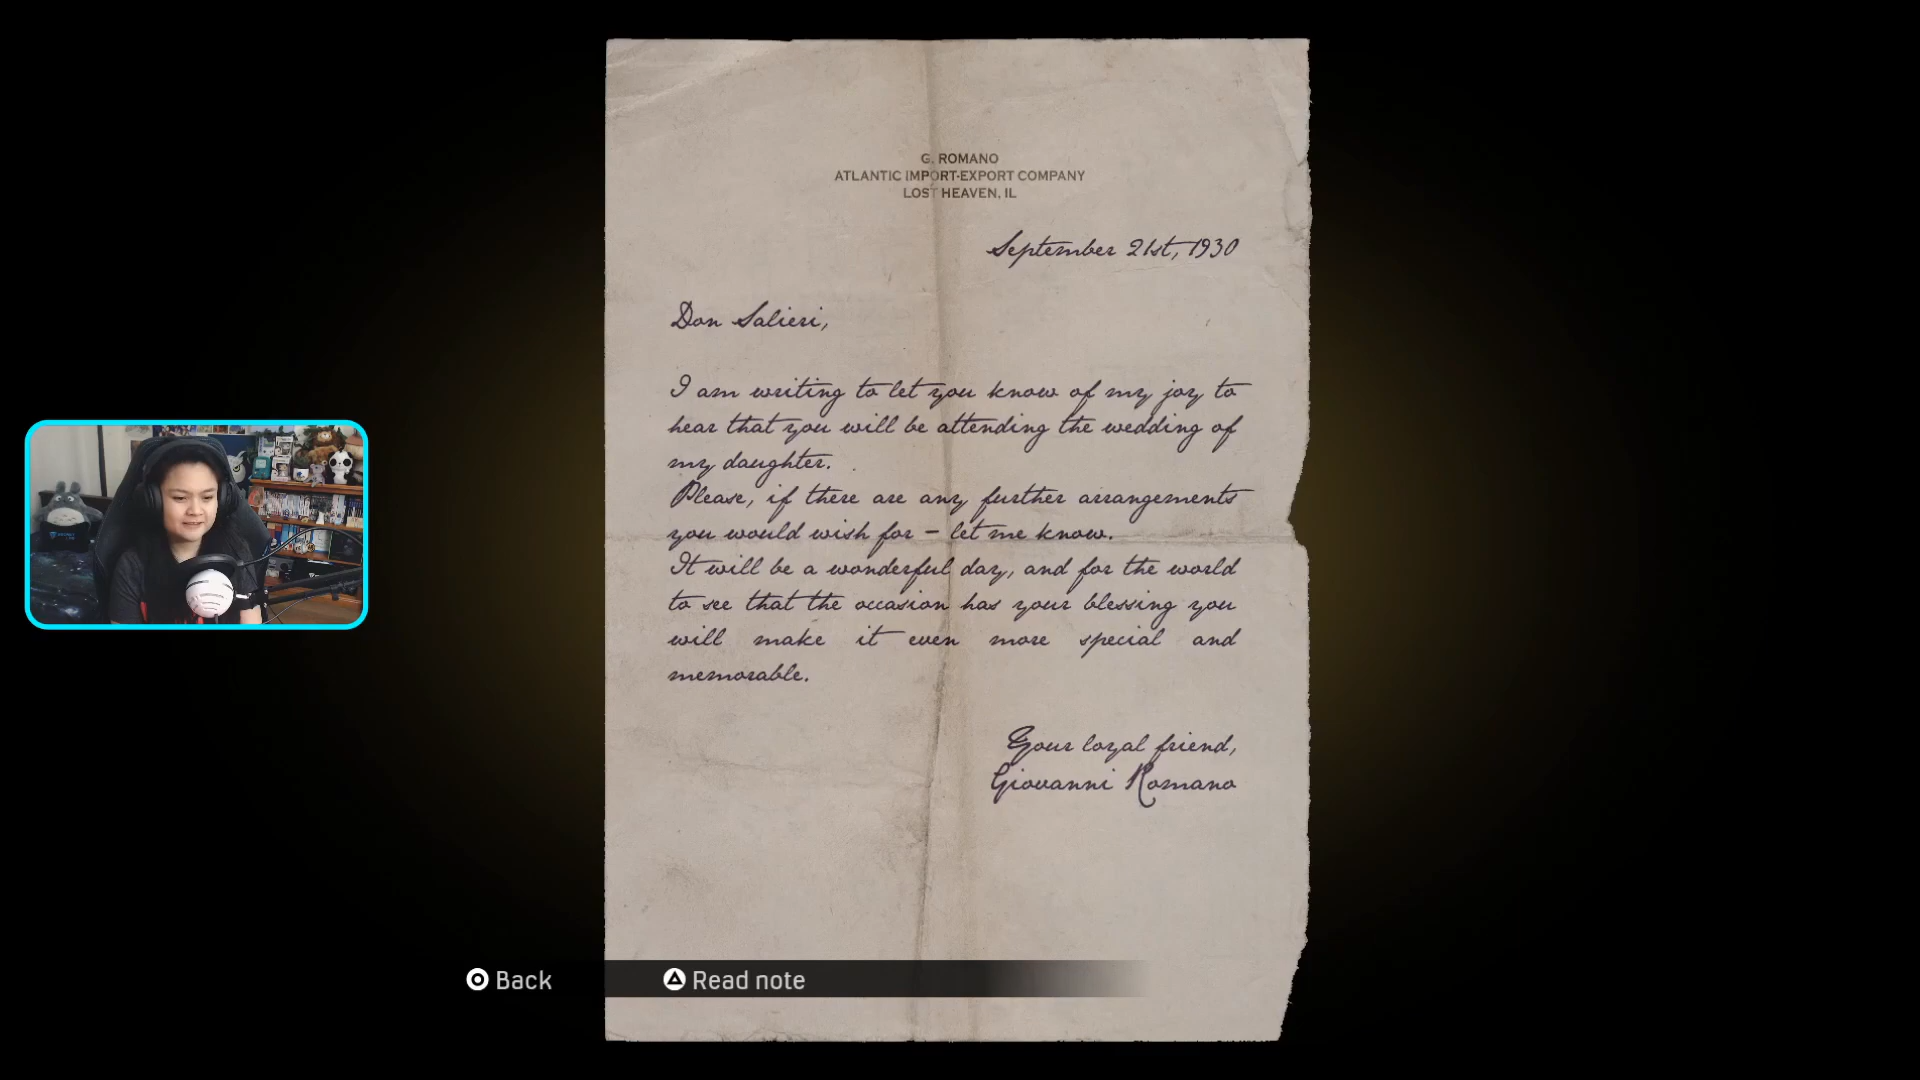 G. ROMANO
ATLANTIC IMPORT-EXPORT COMPANY
LOST HEAVEN, IL
September 21st, 1930
Don Salieri,
I am writing to let you know of my joy to
hear that you will be attending the wedding of
my daughter.
Please, if there are any further arrangements
you would wish for – let me know.
It will be a wonderful day, and for the world
to see that the occasion has your blessing you
will make it even more special and
memorable.
Your loyal friend,
Giovanni Romano
Back
Read note